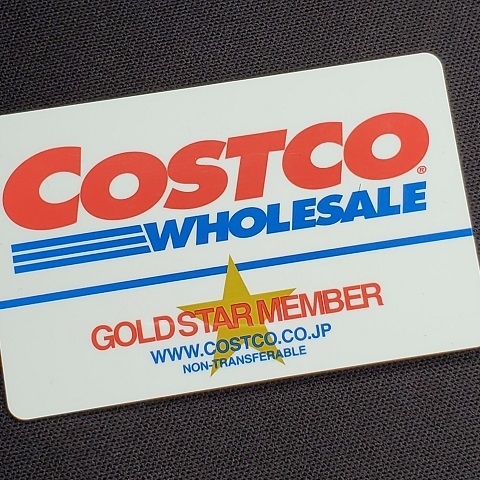 COSTCO®
WHOLESALE
GOLD STAR MEMBER
WWW.COSTCO.CO.JP
NON-TRANSFERABLE